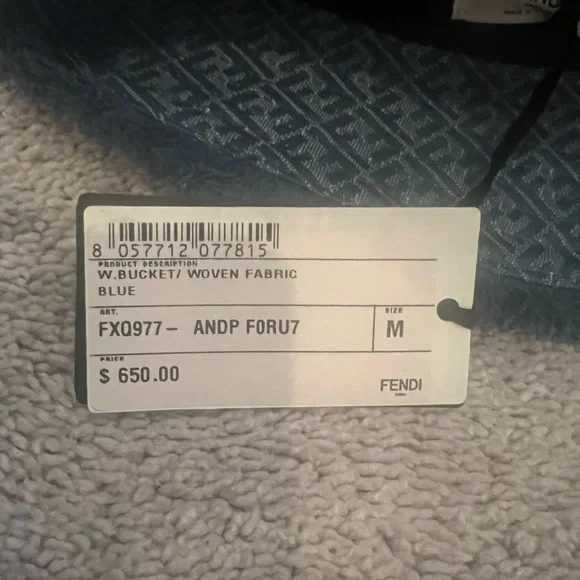 8 057712 077815
PRODUCT DESCRIPTION
W.BUCKET/ WOVEN FABRIC
BLUE
ART.
FXQ977- ANDP F0RU7
SIZE
M
PRICE
$ 650.00
FENDI